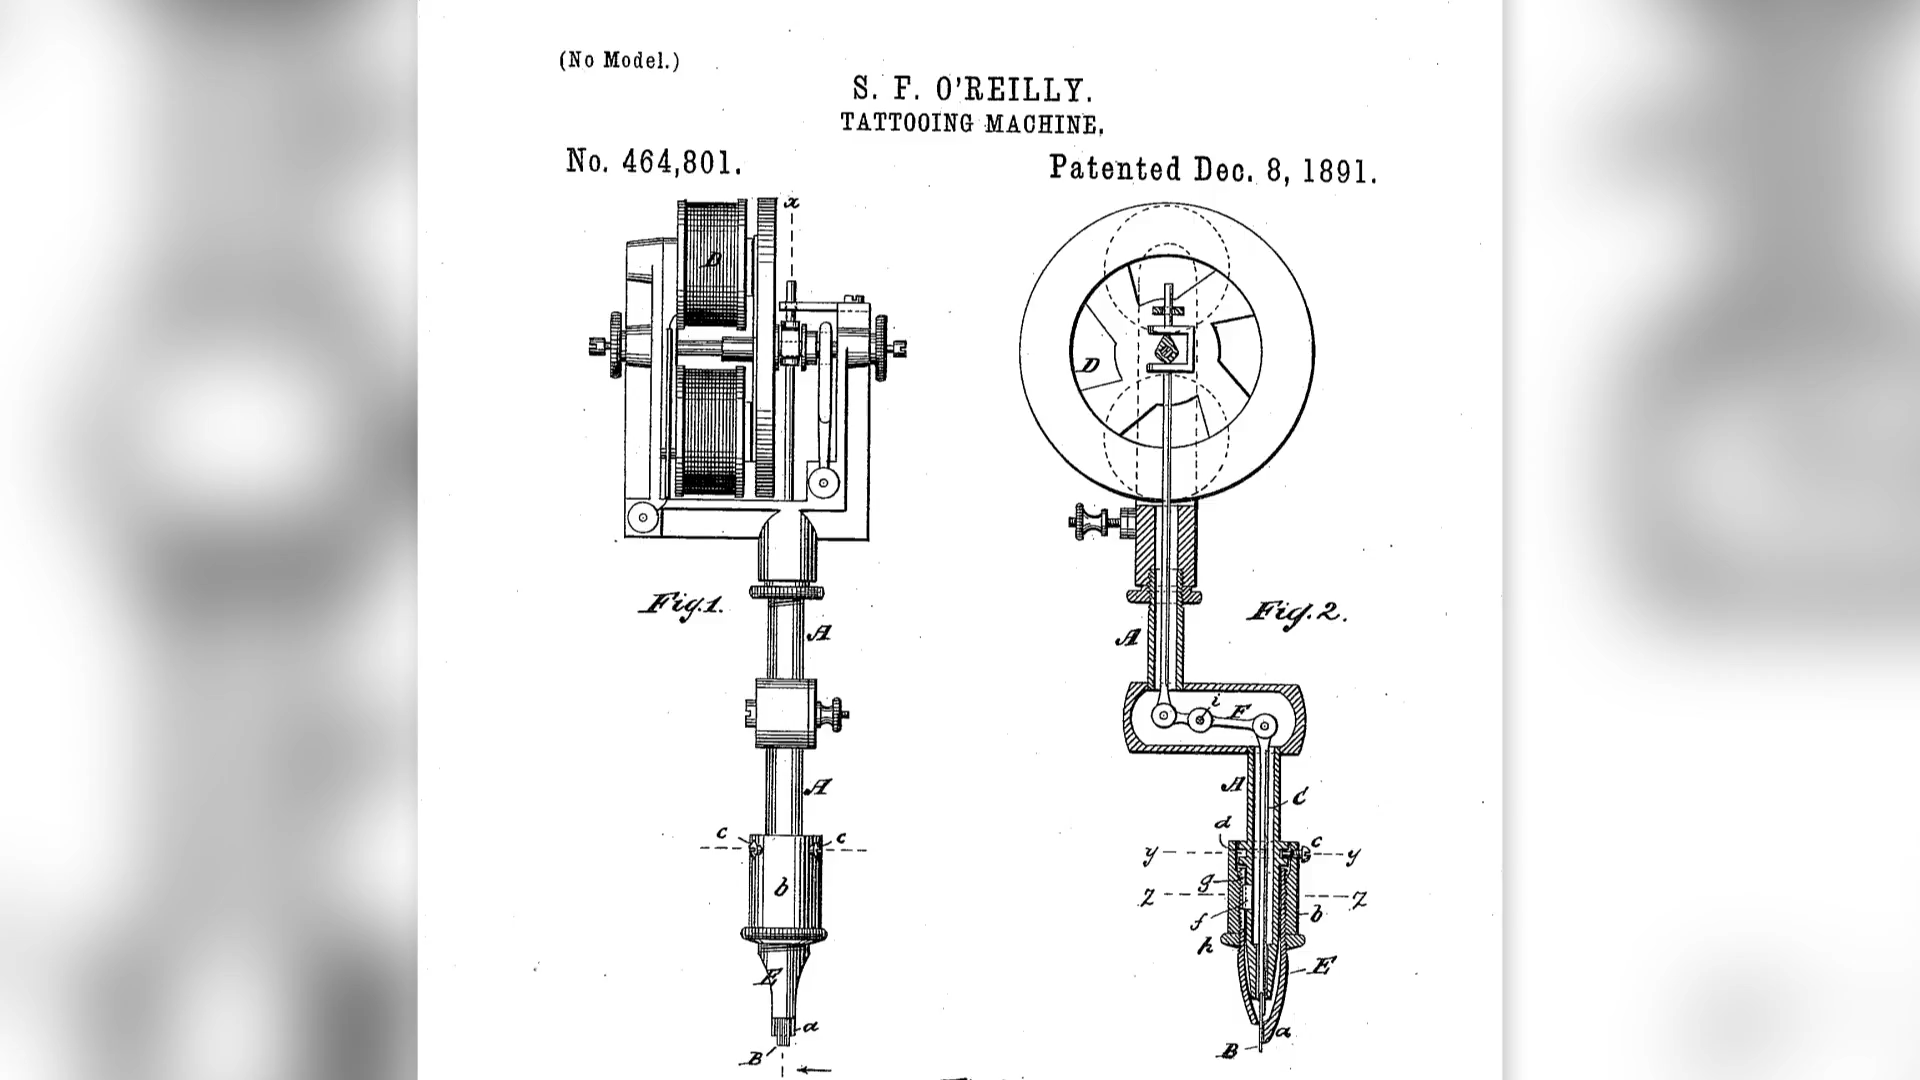 (No Model.)
S. F. O'REILLY.
TATTOOING MACHINE.
No. 464,801.
Patented Dec. 8, 1891.
x
D
D
Fig. 1.
Fig. 2.
A
A
i
F
A
A
C
d
c
c
c
y
y
b
g
z
z
f
b
h
E
E
a
a
B
B